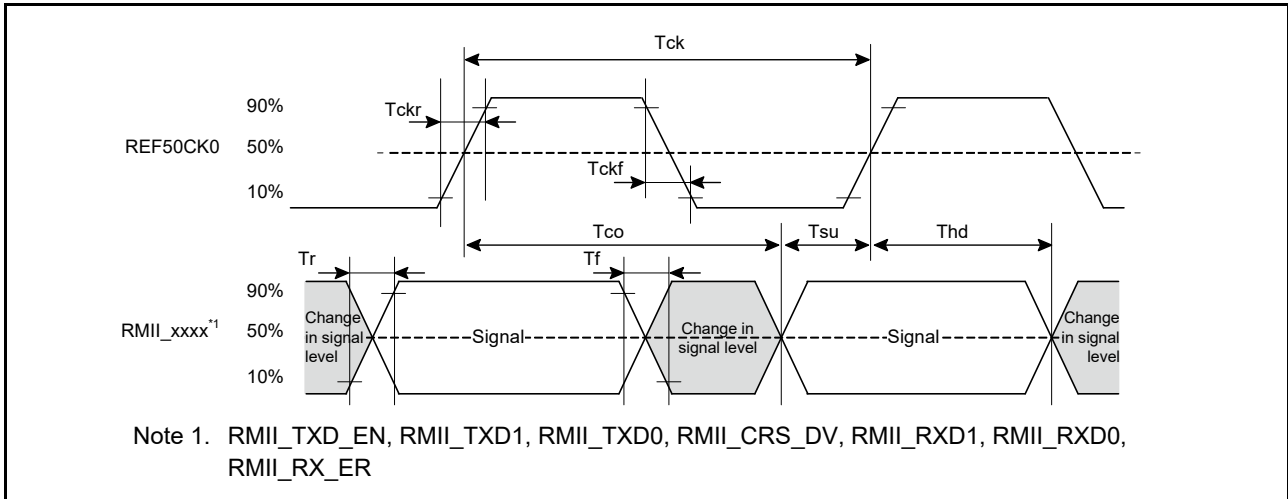 Tck
90%
Tckr
REF50CK0
50%
Tckf
10%
Tco
Tsu
Thd
Tr
Tf
90%
RMII_xxxx*1
50%
10%
Change
in signal
level
Signal
Change in
signal level
Signal
Change
in signal
level
Note 1. RMII_TXD_EN, RMII_TXD1, RMII_TXD0, RMII_CRS_DV, RMII_RXD1, RMII_RXD0,
RMII_RX_ER